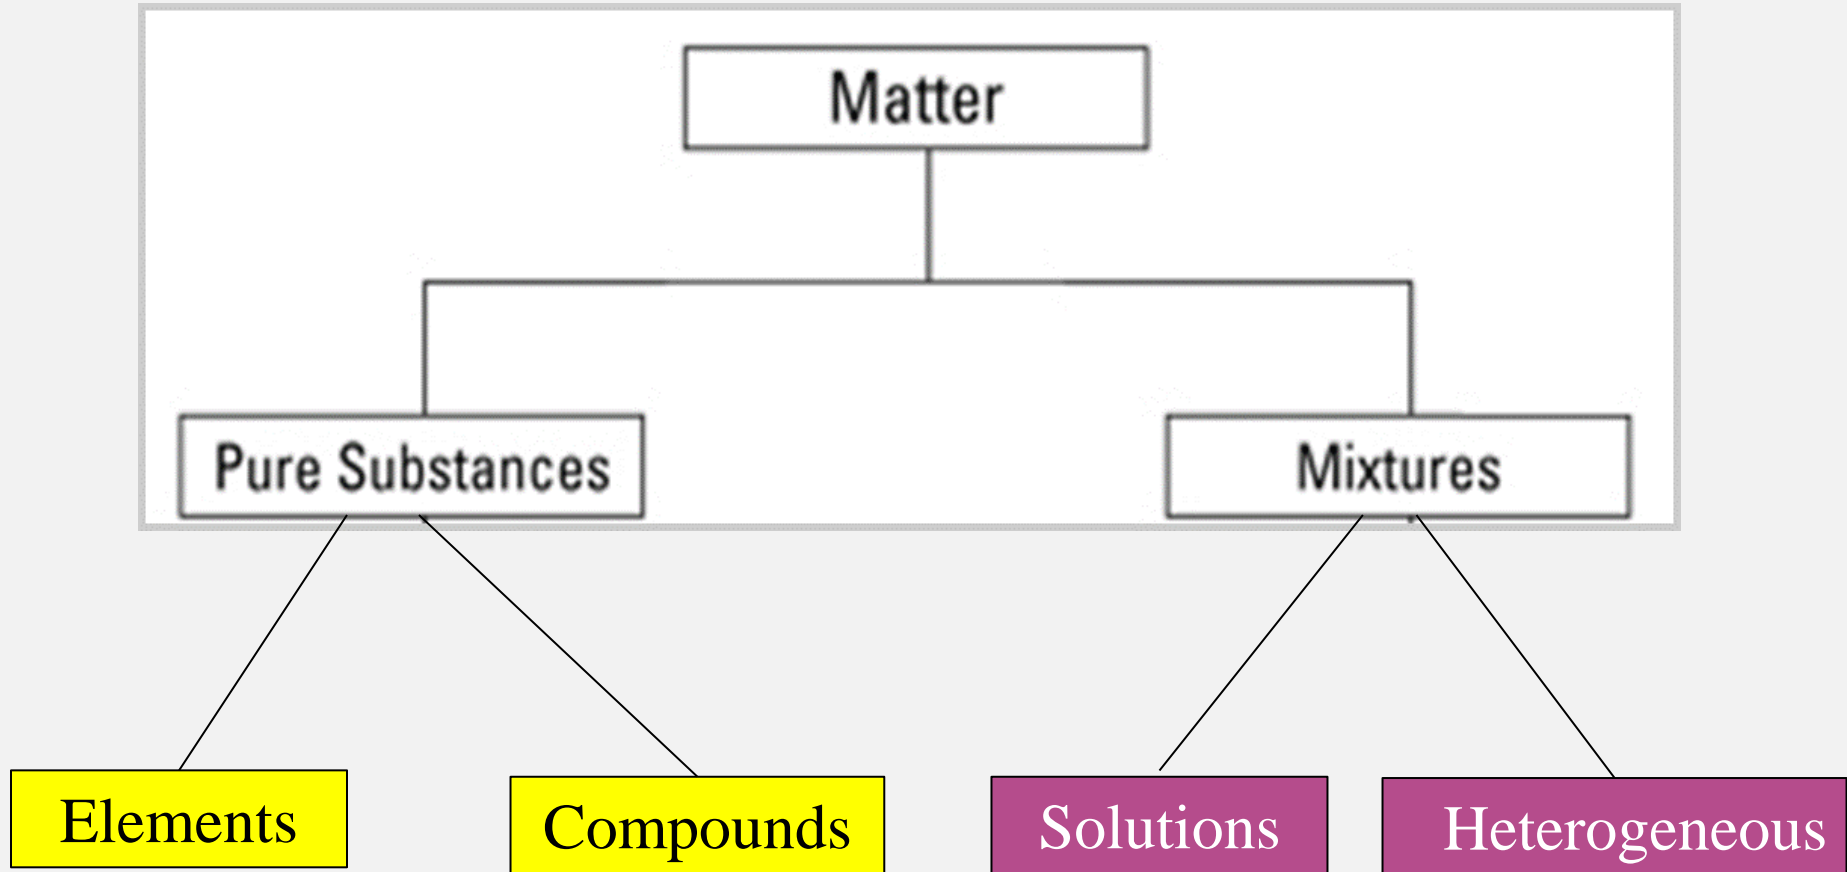 Matter
Pure Substances
Mixtures
Elements
Compounds
Solutions
Heterogeneous